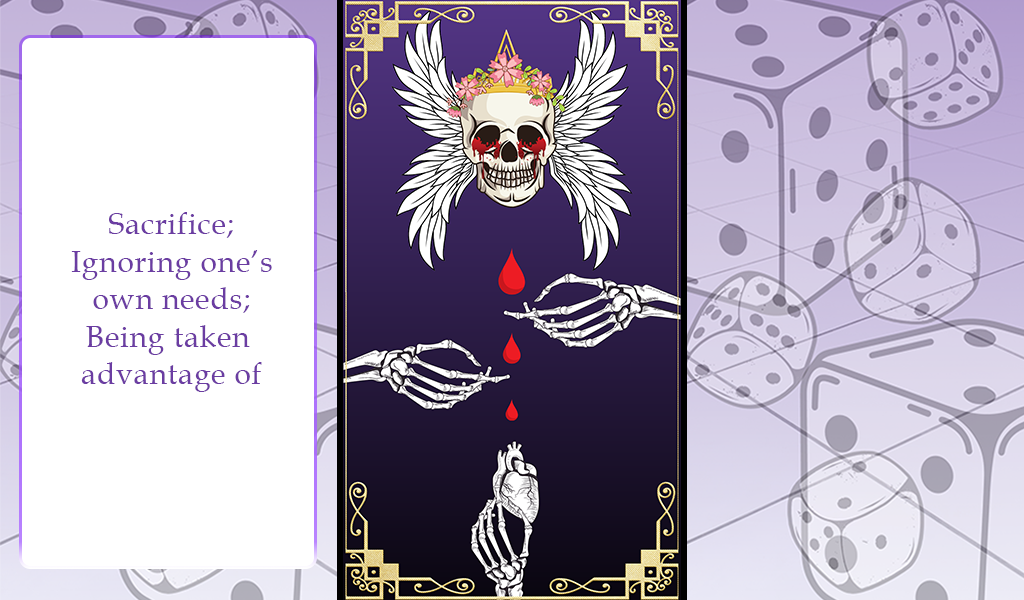 Sacrifice;
Ignoring one’s
own needs;
Being taken
advantage of